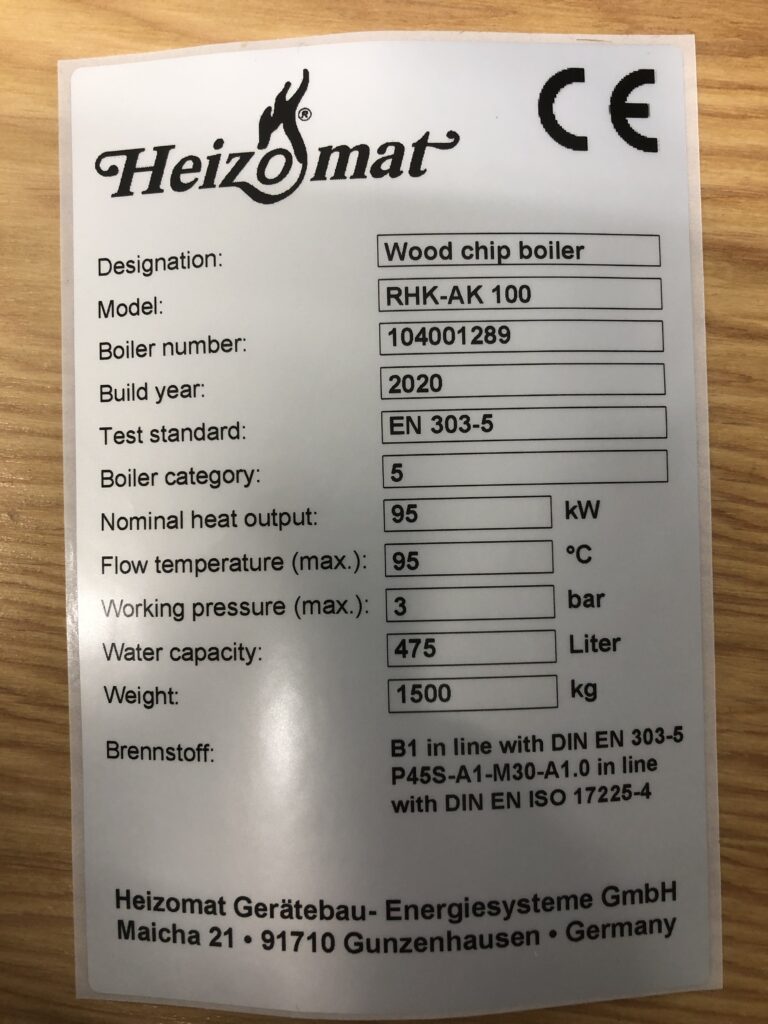 Heizomat ®
CE
Designation: Wood chip boiler
Model: RHK-AK 100
Boiler number: 104001289
Build year: 2020
Test standard: EN 303-5
Boiler category: 5
Nominal heat output: 95 kW
Flow temperature (max.): 95 °C
Working pressure (max.): 3 bar
Water capacity: 475 Liter
Weight: 1500 kg
Brennstoff: B1 in line with DIN EN 303-5
P45S-A1-M30-A1.0 in line
with DIN EN ISO 17225-4
Heizomat Gerätebau- Energiesysteme GmbH
Maicha 21 • 91710 Gunzenhausen • Germany